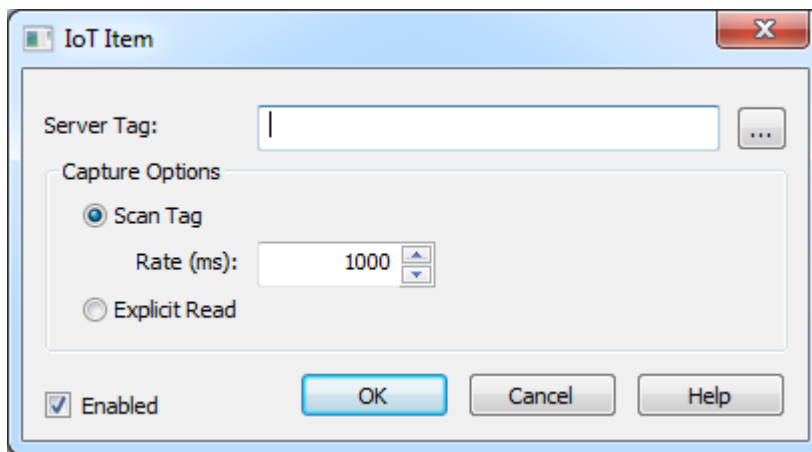 IoT Item
Server Tag:
...
Capture Options
Scan Tag
Rate (ms): 1000
Explicit Read
Enabled OK Cancel Help